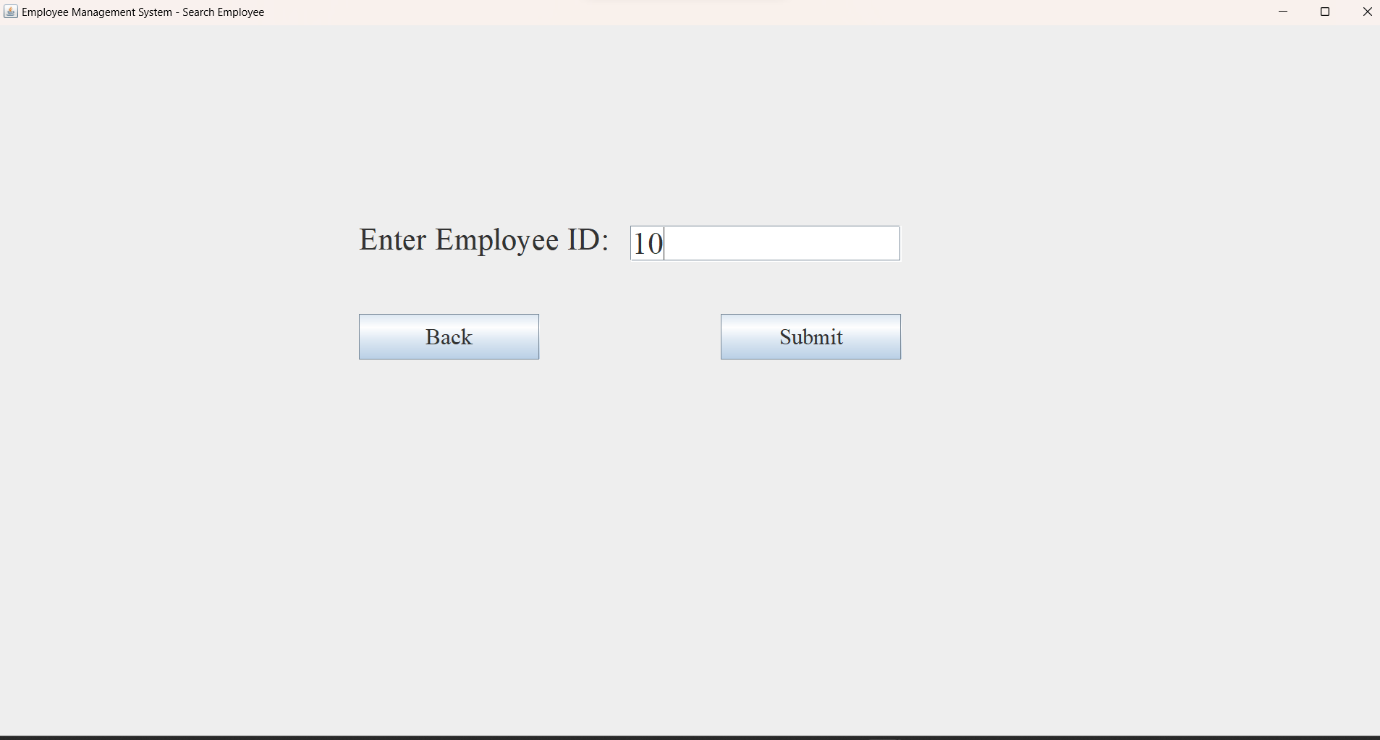 Employee Management System - Search Employee
Enter Employee ID: 10
Back Submit